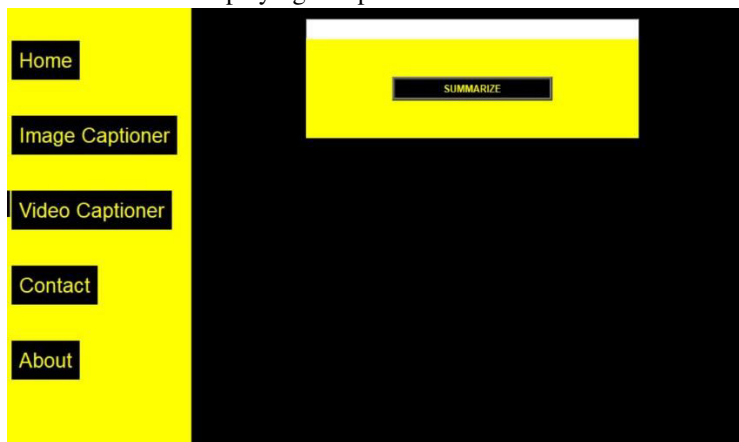 Home
SUMMARIZE
Image Captioner
Video Captioner
Contact
About